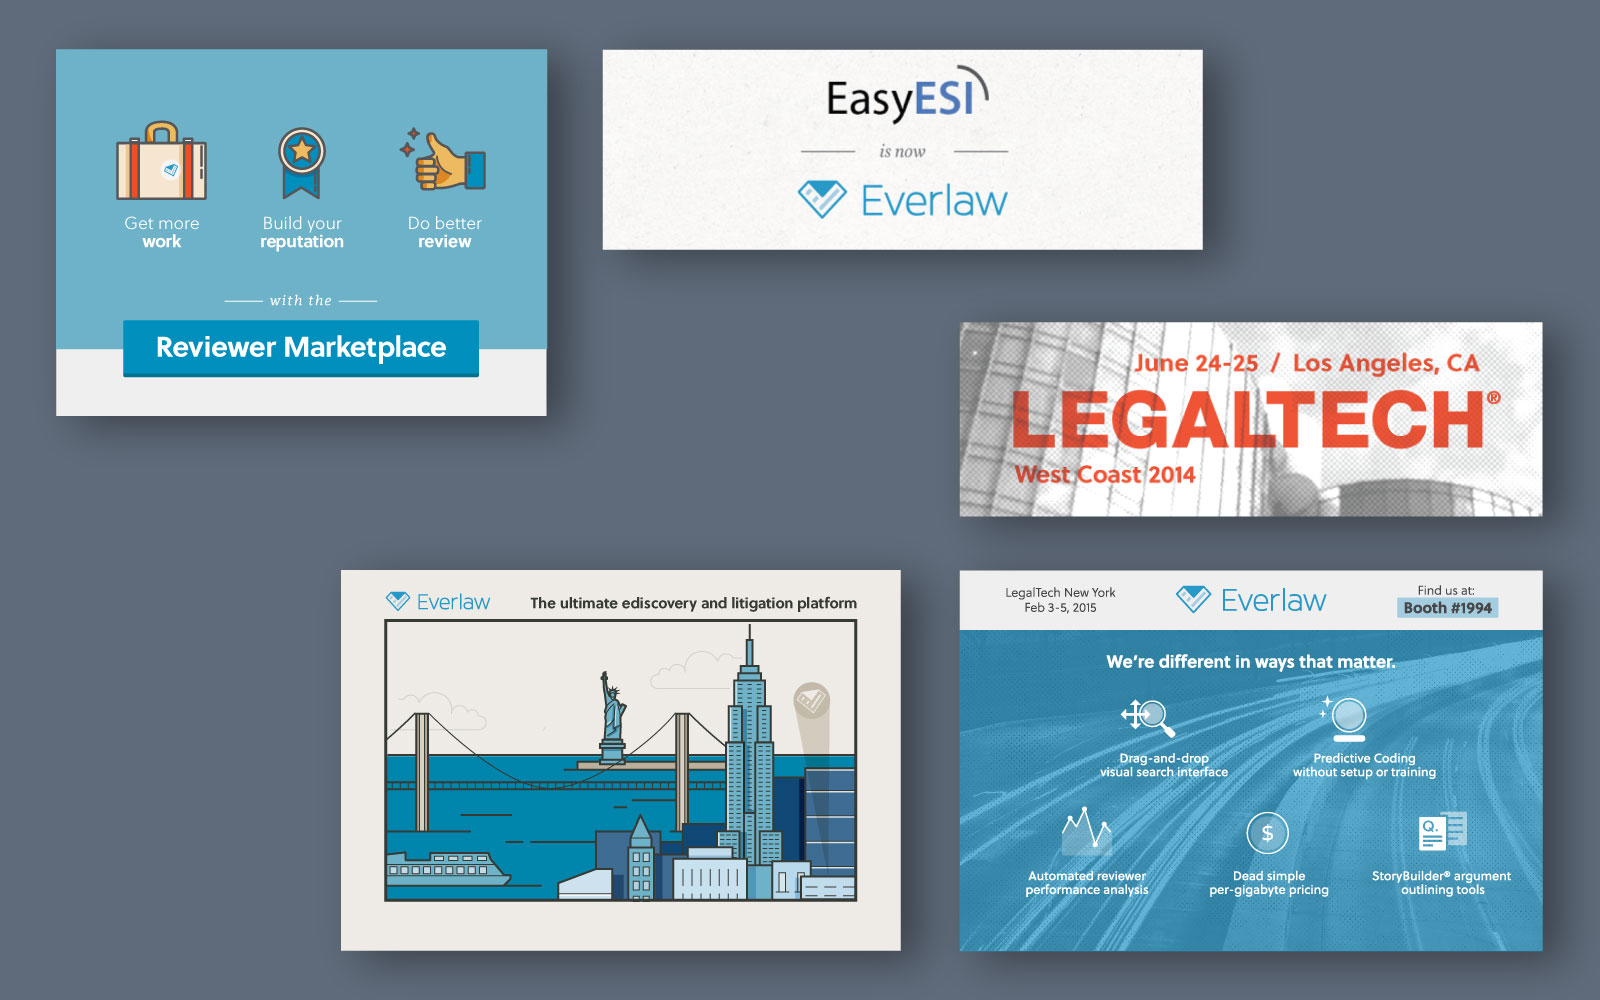 Get more
work
Build your
reputation
Do better
review
with the
Reviewer Marketplace
EasyESI
is now
Everlaw
June 24-25 / Los Angeles, CA
LEGALTECH®
West Coast 2014
Everlaw
The ultimate ediscovery and litigation platform
LegalTech New York
Feb 3-5, 2015
Everlaw
Find us at:
Booth #1994
We're different in ways that matter.
Drag-and-drop
visual search interface
Predictive Coding
without setup or training
Automated reviewer
performance analysis
$
Dead simple
per-gigabyte pricing
Q.
StoryBuilder® argument
outlining tools